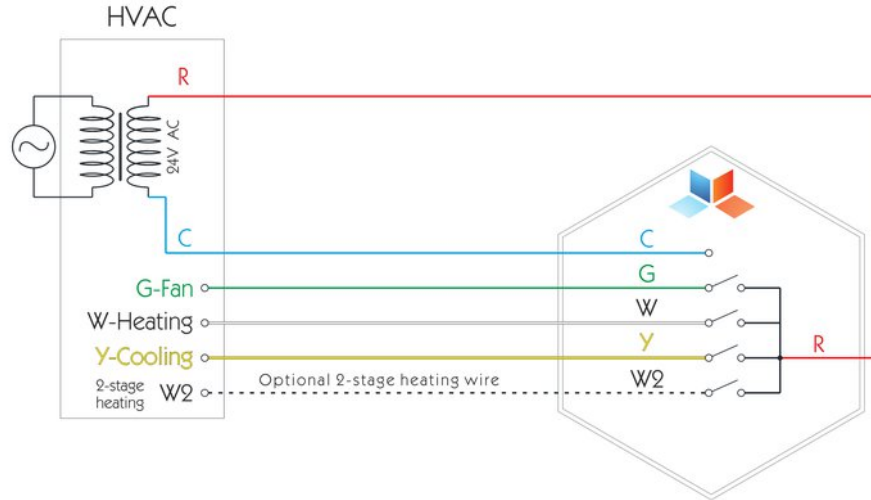 HVAC
R
24V AC
C
C
G-Fan
G
W-Heating
W
Y-Cooling
Y
R
2-stage
heating
W2
Optional 2-stage heating wire
W2